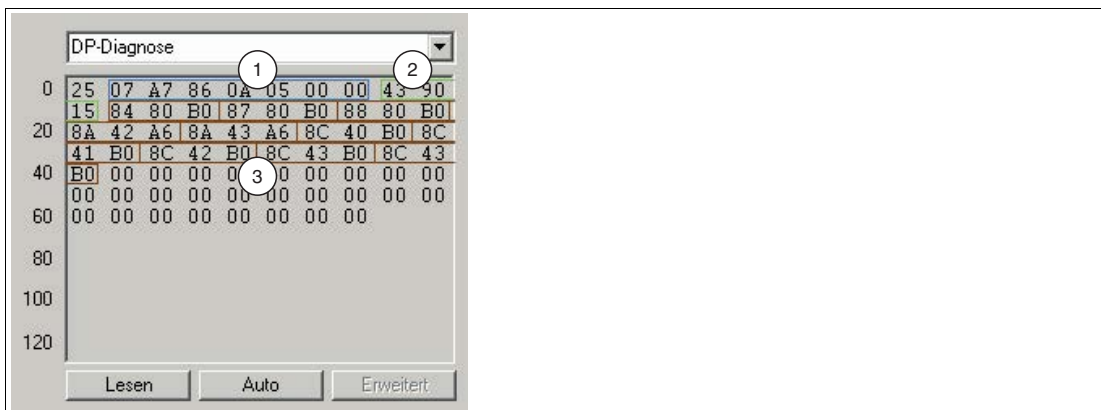 DP-Diagnose
1
2
0 25 07 A7 86 0A 05 00 00 43 90
15 84 80 B0 87 80 B0 88 80 B0
20 8A 42 A6 8A 43 A6 8C 40 B0 8C
41 B0 8C 42 B0 8C 43 B0 8C 43
3
40 B0 00 00 00 00 00 00 00 00 00
00 00 00 00 00 00 00 00 00 00
60 00 00 00 00 00 00 00 00
80
100
120
Lesen Auto Erweitert